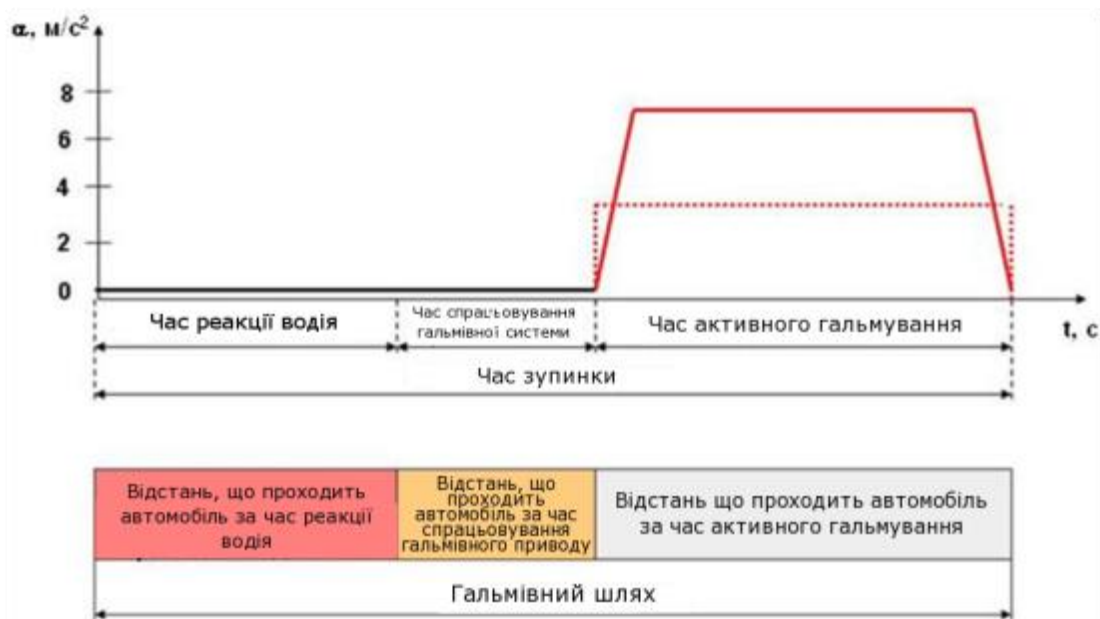 α, м/с²
8
6
4
2
0
Час реакції водія
Час спрацьовування
гальмівної системи
Час активного гальмування
t, с
Час зупинки
Відстань, що проходить
автомобіль за час реакції
водія
Відстань, що
проходить
автомобіль за час
спрацьовування
гальмівного приводу
Відстань що проходить автомобіль
за час активного гальмування
Гальмівний шлях